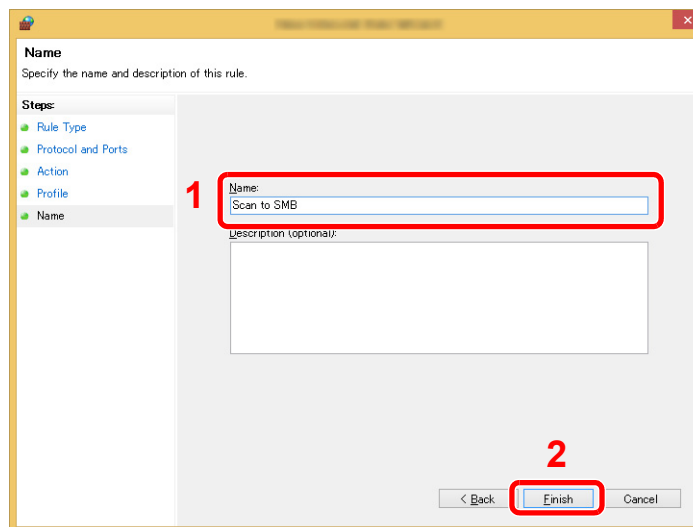 Name
Specify the name and description of this rule.
Steps:
Rule Type
Protocol and Ports
Action
Profile
Name
1
Name:
Scan to SMB
Description (optional):
2
< Back
Finish
Cancel